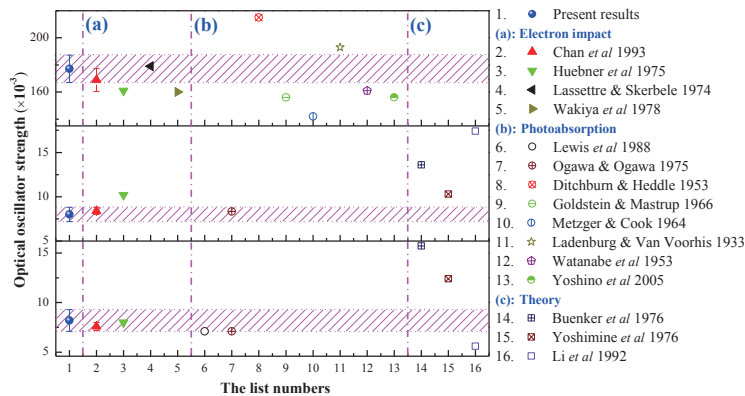 (a)
(b)
(c)
Optical oscillator strength (×10⁻³)
200
160
15
10
5
15
10
5
1 2 3 4 5 6 7 8 9 10 11 12 13 14 15 16
The list numbers
1. Present results
(a): Electron impact
2. Chan et al 1993
3. Huebner et al 1975
4. Lassettre & Skerbele 1974
5. Wakiya 1978
(b): Photoabsorption
6. Lewis et al 1988
7. Ogawa & Ogawa 1975
8. Ditchburn & Heddle 1953
9. Goldstein & Mastrup 1966
10. Metzger & Cook 1964
11. Ladenburg & Van Voorhis 1933
12. Watanabe et al 1953
13. Yoshino et al 2005
(c): Theory
14. Buenker et al 1976
15. Yoshimine et al 1976
16. Li et al 1992